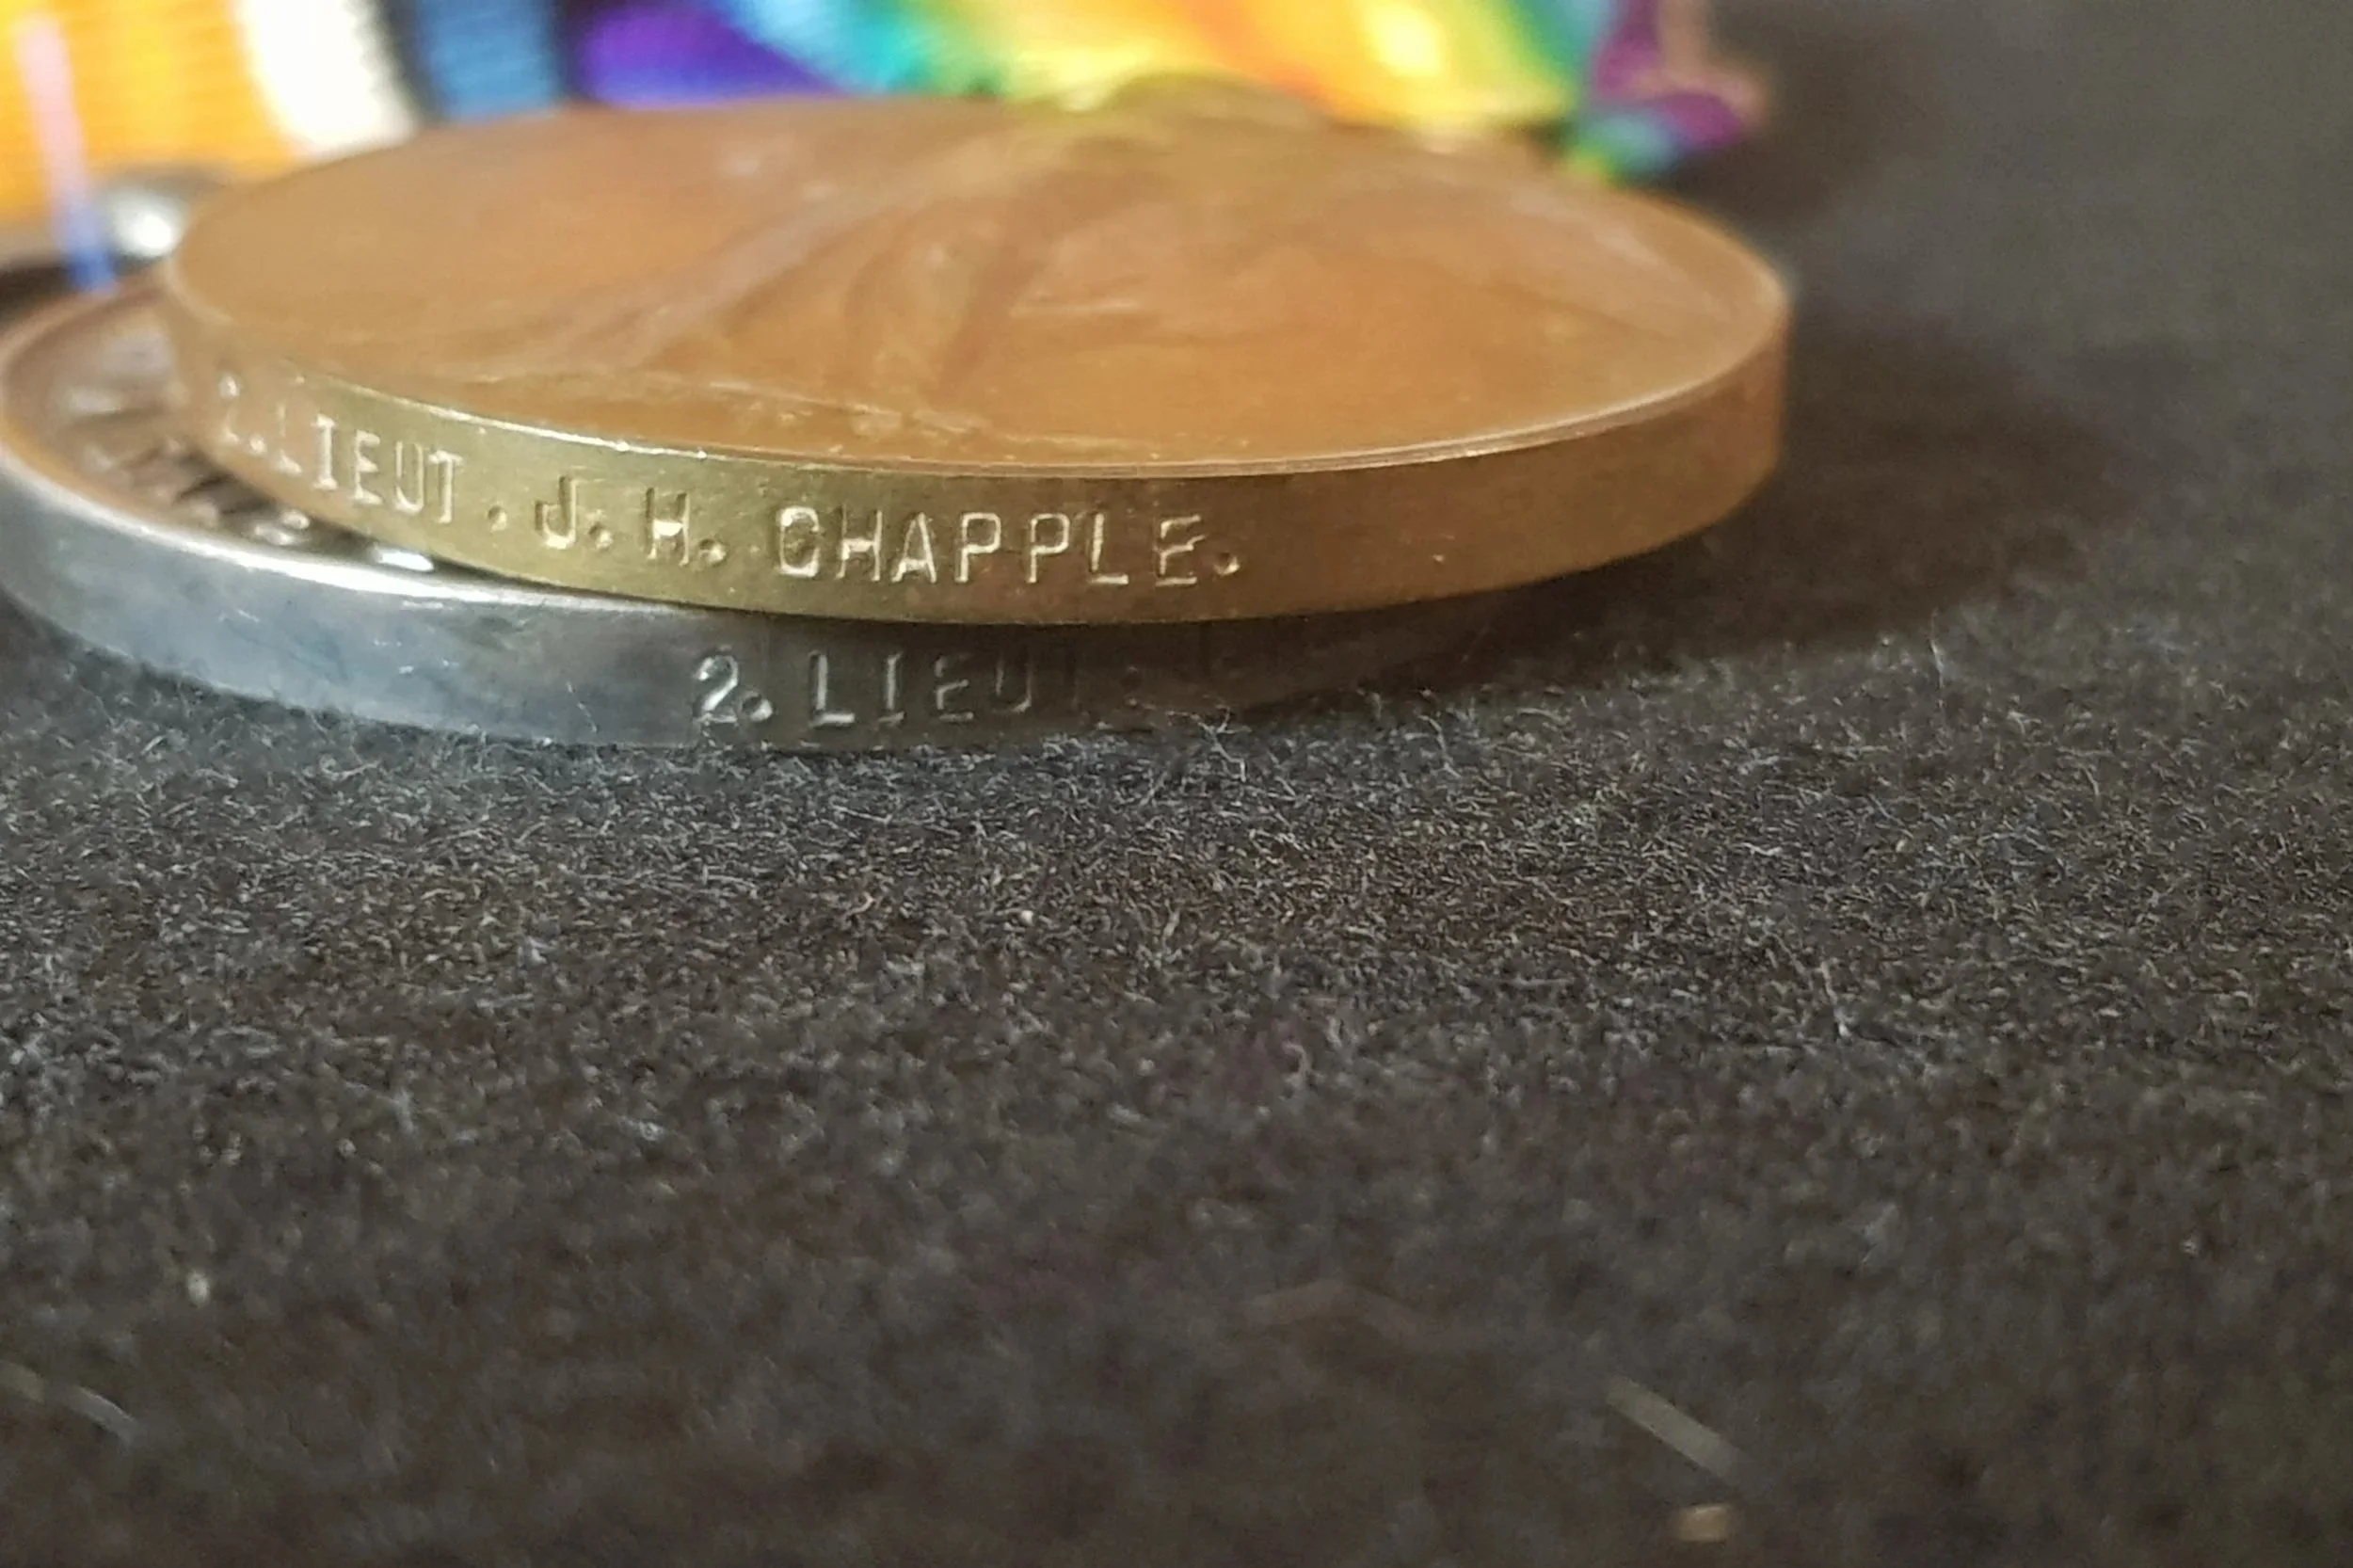 2.LIEUT. J. H. CHAPPLE.
2. LIEUT.